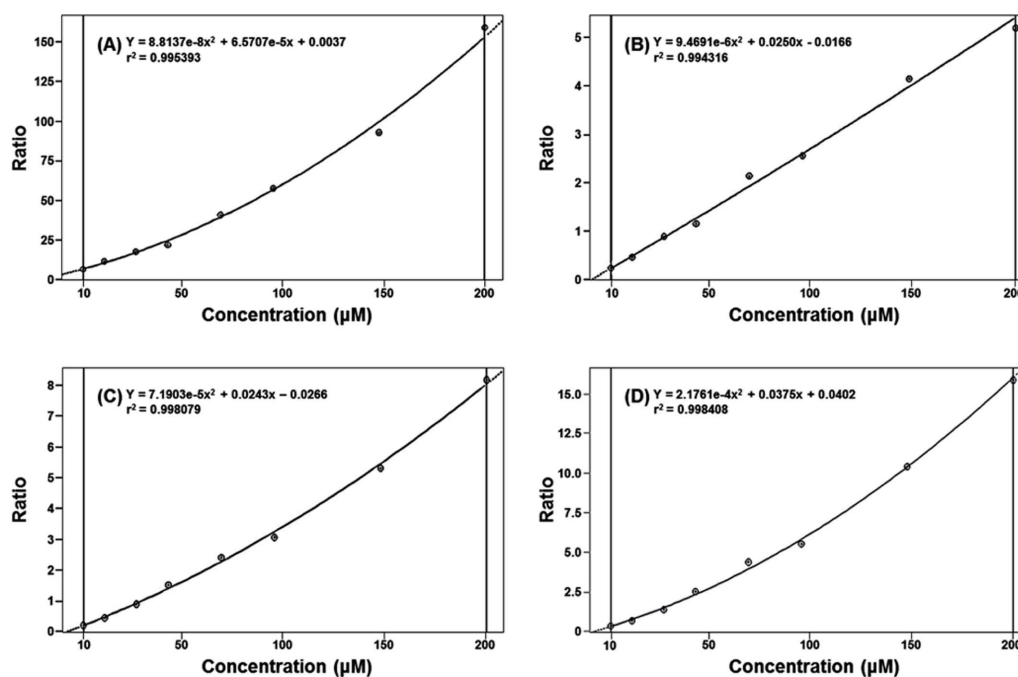 (A) Y = 8.8137e-8x² + 6.5707e-5x + 0.0037
r² = 0.995393
150
125
100
75
50
25
0
Ratio
10 50 100 150 200
Concentration (µM)
(B) Y = 9.4691e-6x² + 0.0250x - 0.0166
r² = 0.994316
5
4
3
2
1
0
Ratio
10 50 100 150 200
Concentration (µM)
(C) Y = 7.1903e-5x² + 0.0243x – 0.0266
r² = 0.998079
8
7
6
5
4
3
2
1
0
Ratio
10 50 100 150 200
Concentration (µM)
(D) Y = 2.1761e-4x² + 0.0375x + 0.0402
r² = 0.998408
15.0
12.5
10.0
7.5
5.0
2.5
0
Ratio
10 50 100 150 200
Concentration (µM)